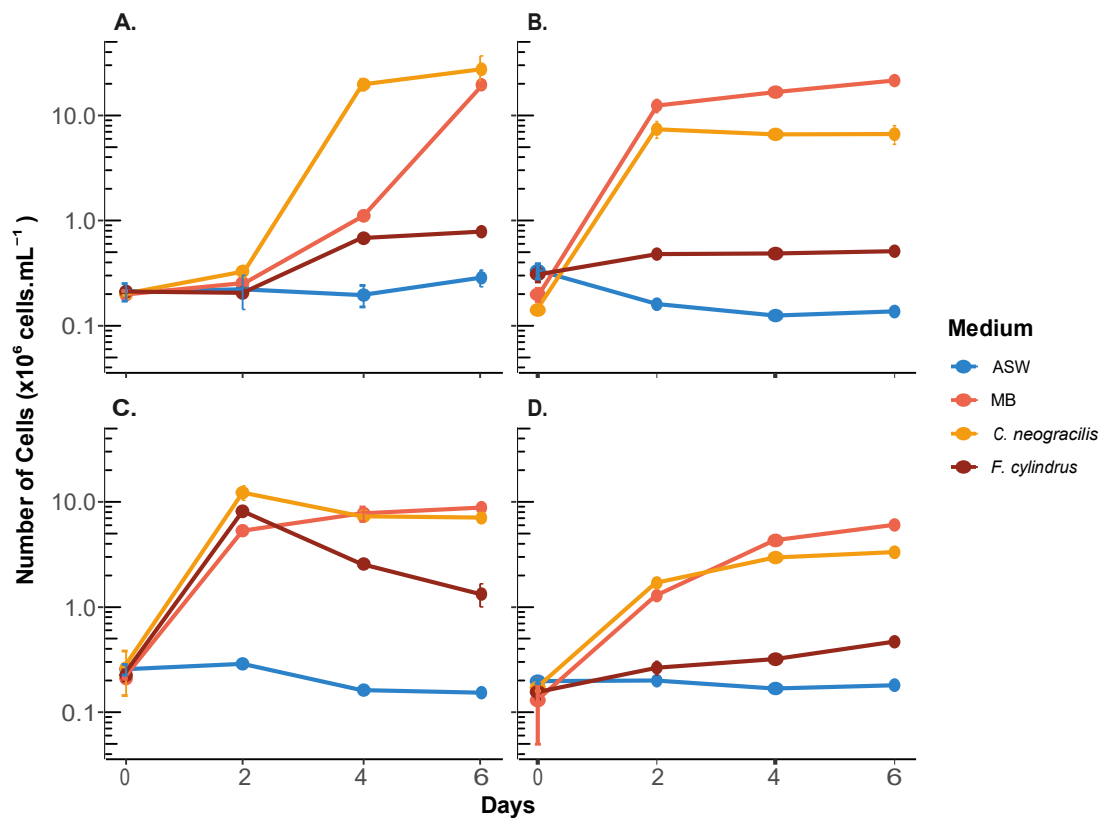 A.
B.
10.0
1.0
0.1
C.
D.
10.0
1.0
0.1
0
2
4
6
0
2
4
6
Days
Number of Cells (x10⁶ cells.mL⁻¹ )
Medium
ASW
MB
C. neogracilis
F. cylindrus